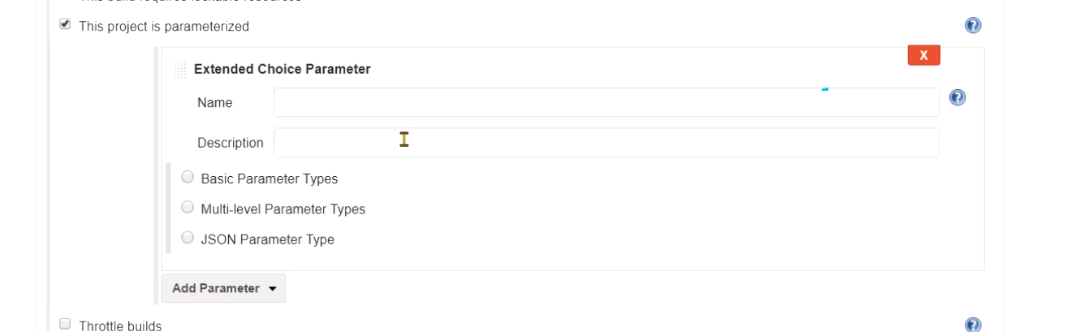 This project is parameterized
X
Extended Choice Parameter
Name
Description
Basic Parameter Types
Multi-level Parameter Types
JSON Parameter Type
Add Parameter
Throttle builds